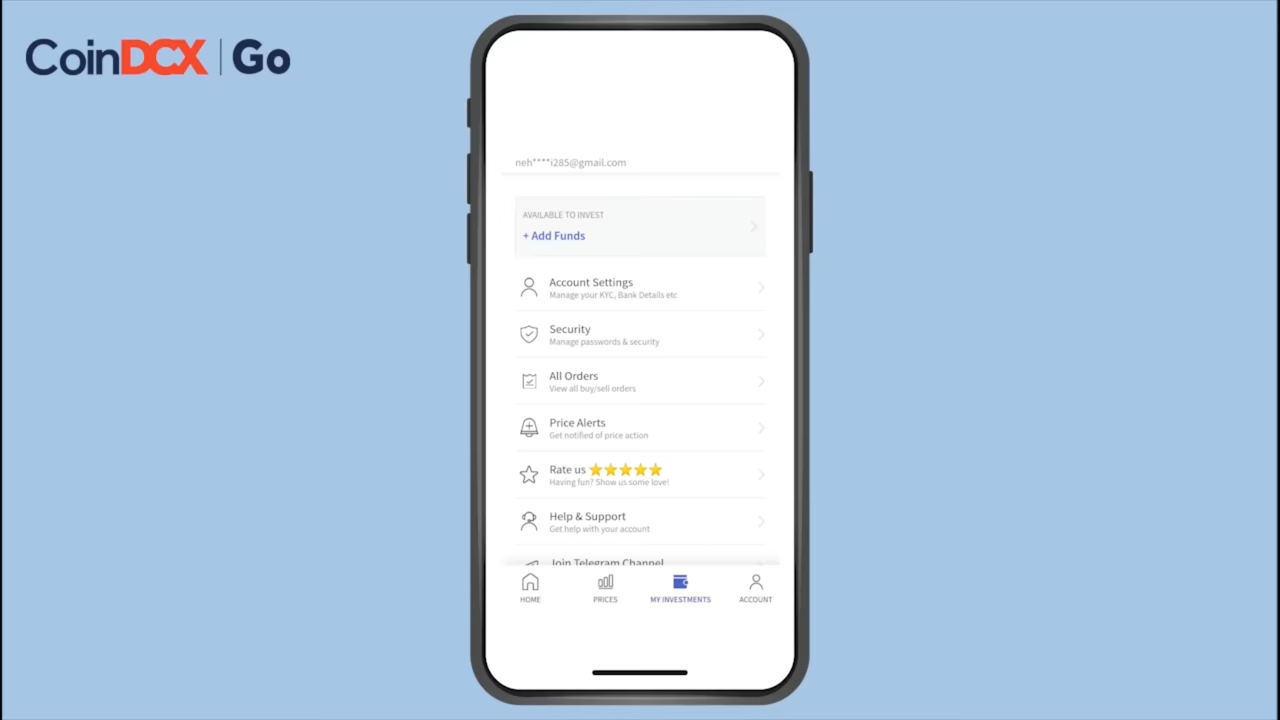 CoinDCX | Go
neh****i285@gmail.com
AVAILABLE TO INVEST
+ Add Funds
Account Settings
Manage your KYC, Bank Details etc
Security
Manage passwords & security
All Orders
View all buy/sell orders
Price Alerts
Get notified of price action
Rate us ⭐⭐⭐⭐⭐
Having fun? Show us some love!
Help & Support
Get help with your account
Join Telegram Channel
HOME PRICES MY INVESTMENTS ACCOUNT